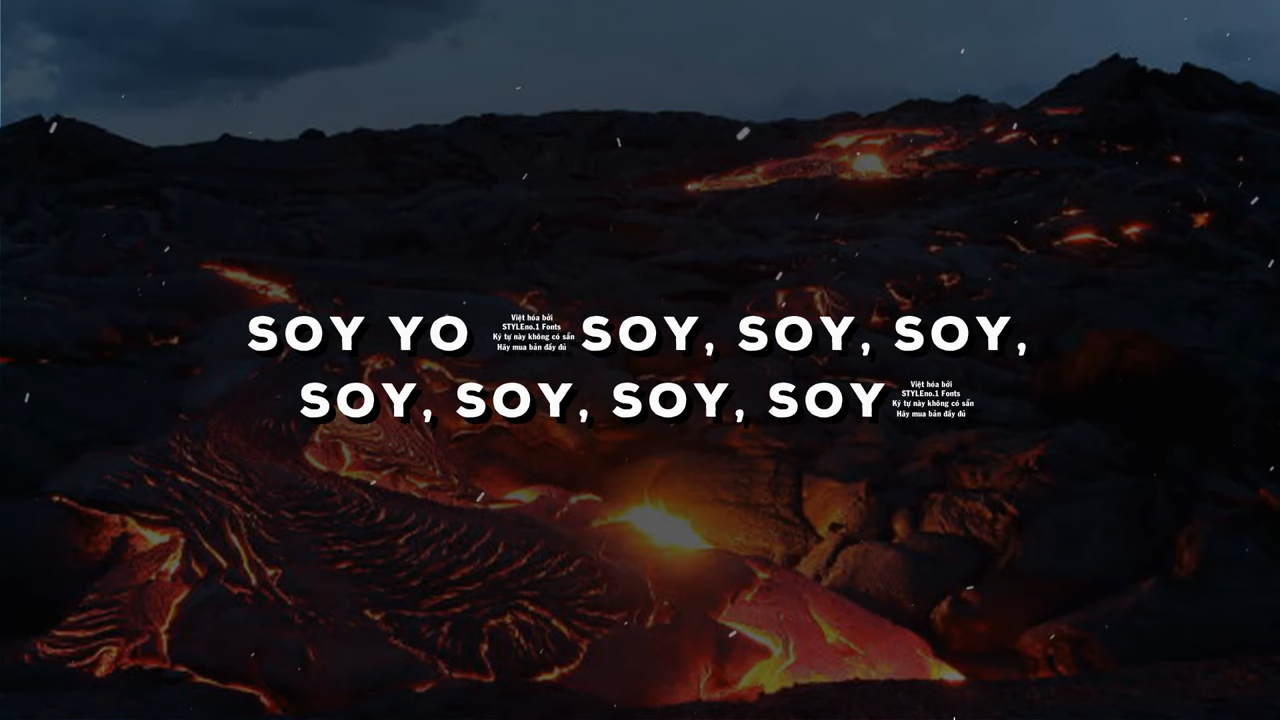 SOY YO Việt hóa bởi STYLEno.1 Fonts Ký tự này không có sẵn Hãy mua bản đầy đủ SOY, SOY, SOY,
SOY, SOY, SOY, SOY Việt hóa bởi STYLEno.1 Fonts Ký tự này không có sẵn Hãy mua bản đầy đủ